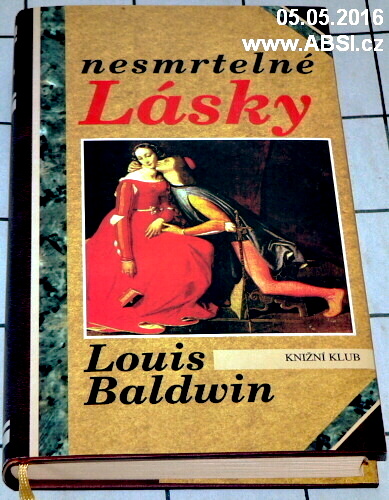 05.05.2016
www.ABSI.cz
nesmrtelné
Lásky
Louis
Baldwin
KNIŽNÍ KLUB